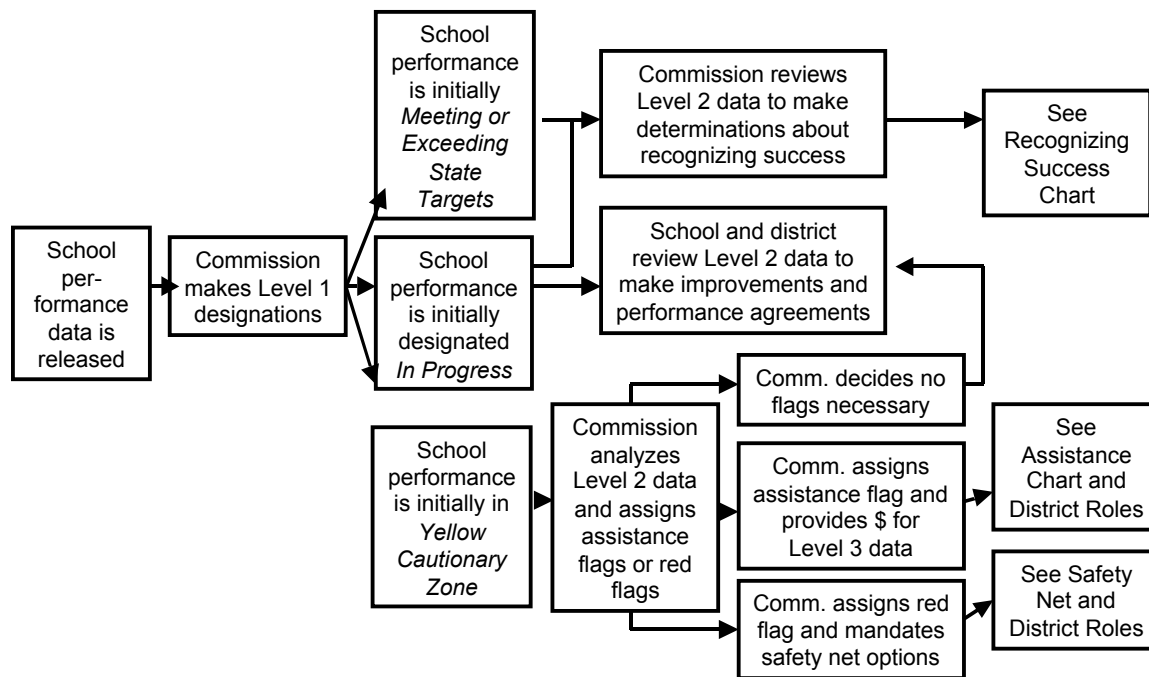 School
per-
formance
data is
released
Commission
makes Level 1
designations
School
performance
is initially
Meeting or
Exceeding
State
Targets
School
performance
is initially
designated
In Progress
School
performance
is initially in
Yellow
Cautionary
Zone
Commission reviews
Level 2 data to make
determinations about
recognizing success
See
Recognizing
Success
Chart
School and district
review Level 2 data to
make improvements and
performance agreements
Commission
analyzes
Level 2 data
and assigns
assistance
flags or red
flags
Comm. decides no
flags necessary
Comm. assigns
assistance flag and
provides $ for
Level 3 data
Comm. assigns red
flag and mandates
safety net options
See
Assistance
Chart and
District Roles
See Safety
Net and
District Roles